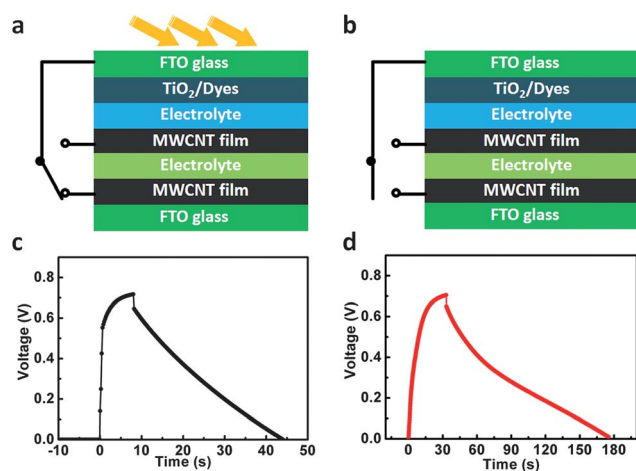 a
FTO glass
TiO2/Dyes
Electrolyte
MWCNT film
Electrolyte
MWCNT film
FTO glass
b
FTO glass
TiO2/Dyes
Electrolyte
MWCNT film
Electrolyte
MWCNT film
FTO glass
c
Voltage (V)
0.8
0.6
0.4
0.2
0.0
-10 0 10 20 30 40 50
Time (s)
d
Voltage (V)
0.8
0.6
0.4
0.2
0.0
0 30 60 90 120 150 180
Time (s)